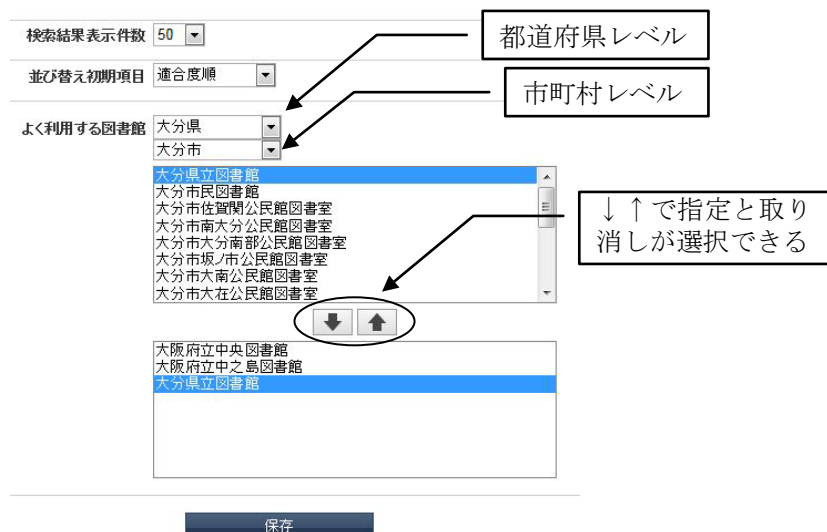 検索結果表示件数 50
都道府県レベル
並び替え初期項目 適合度順
市町村レベル
よく利用する図書館 大分県
大分市
大分県立図書館
大分市民図書館
大分市佐賀関公民館図書室
大分市南大分公民館図書室
大分市大分南部公民館図書室
大分市坂ノ市公民館図書室
大分市大南公民館図書室
大分市大在公民館図書室
↓↑で指定と取り
消しが選択できる
大阪府立中央図書館
大阪府立中之島図書館
大分県立図書館
保存